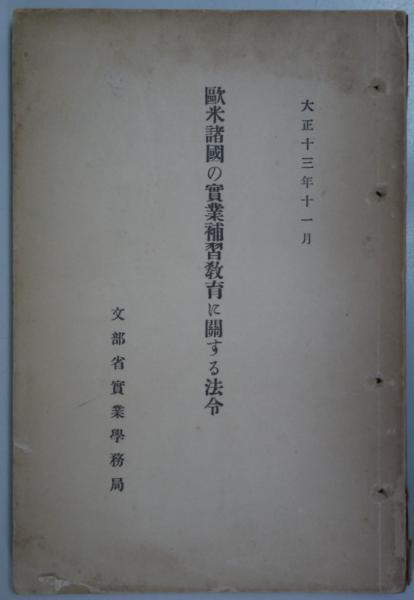 大正十三年十一月
歐米諸國の實業補習敎育に關する法令
文部省實業學務局